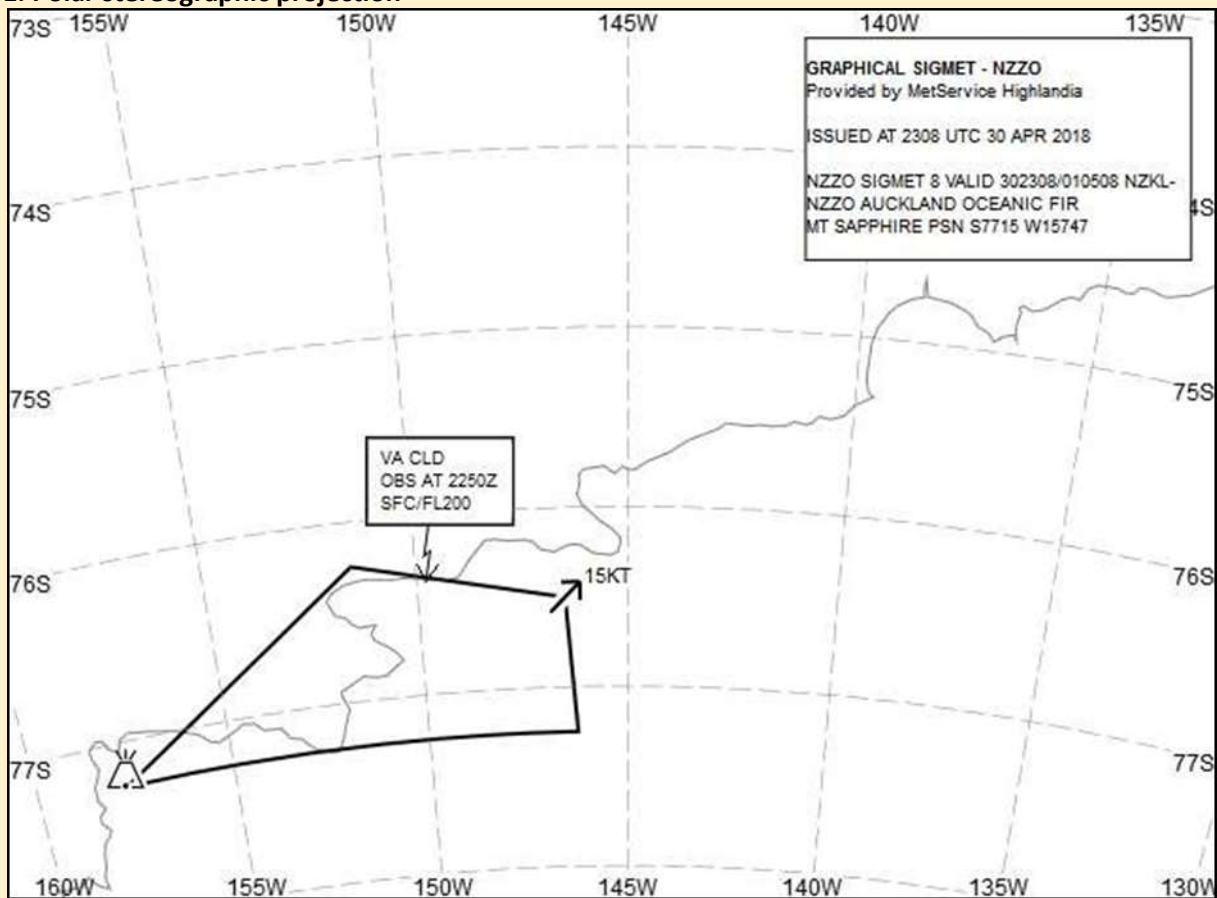 Polar stereographic projection
73S 155W 150W 145W 140W 135W
GRAPHICAL SIGMET - NZZO
Provided by MetService Highlandia
ISSUED AT 2308 UTC 30 APR 2018
NZZO SIGMET 8 VALID 302308/010508 NZKL-
NZZO AUCKLAND OCEANIC FIR
MT SAPPHIRE PSN S7715 W15747
74S 4S
75S 75S
VA CLD
OBS AT 2250Z
SFC/FL200
76S 15KT 76S
77S 77S
160W 155W 150W 145W 140W 135W 130W